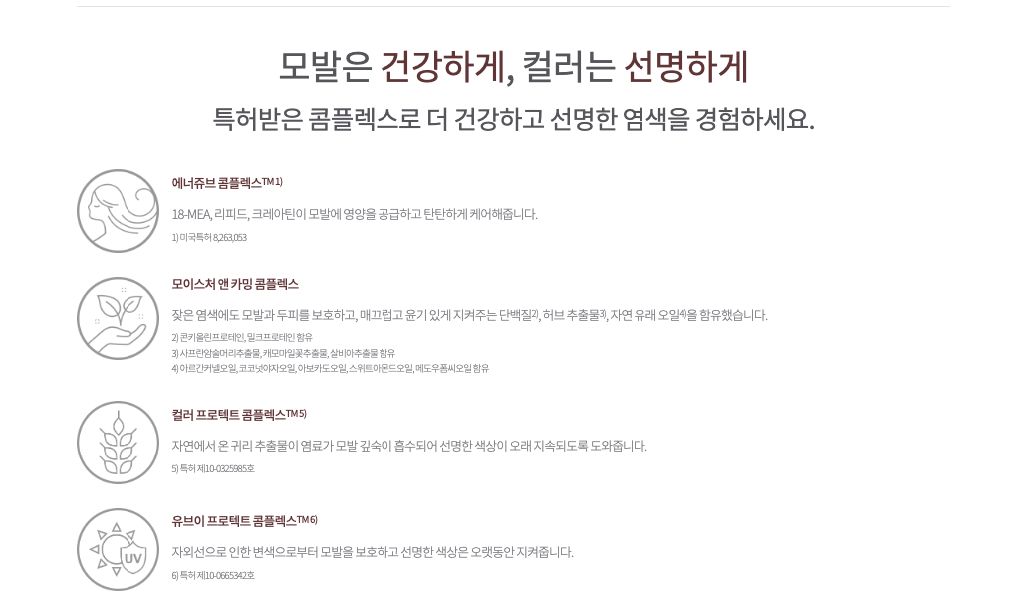 모발은 건강하게, 컬러는 선명하게
특허받은 콤플렉스로 더 건강하고 선명한 염색을 경험하세요.
에너쥬브 콤플렉스™1)
18-MEA, 리피드, 크레아틴이 모발에 영양을 공급하고 탄탄하게 케어해줍니다.
1) 미국특허 8,263,053
모이스처 앤 카밍 콤플렉스
잦은 염색에도 모발과 두피를 보호하고, 매끄럽고 윤기 있게 지켜주는 단백질2), 허브 추출물3), 자연 유래 오일4)을 함유했습니다.
2) 콘키올린프로테인, 밀크프로테인 함유
3) 사프란암술머리추출물, 캐모마일꽃추출물, 살비아추출물 함유
4) 아르간커넬오일, 코코넛야자오일, 아보카도오일, 스위트아몬드오일, 메도우폼씨오일 함유
컬러 프로텍트 콤플렉스™5)
자연에서 온 귀리 추출물이 염료가 모발 깊숙이 흡수되어 선명한 색상이 오래 지속되도록 도와줍니다.
5) 특허 제10-0325985호
유브이 프로텍트 콤플렉스™6)
UV
자외선으로 인한 변색으로부터 모발을 보호하고 선명한 색상은 오랫동안 지켜줍니다.
6) 특허 제10-0665342호